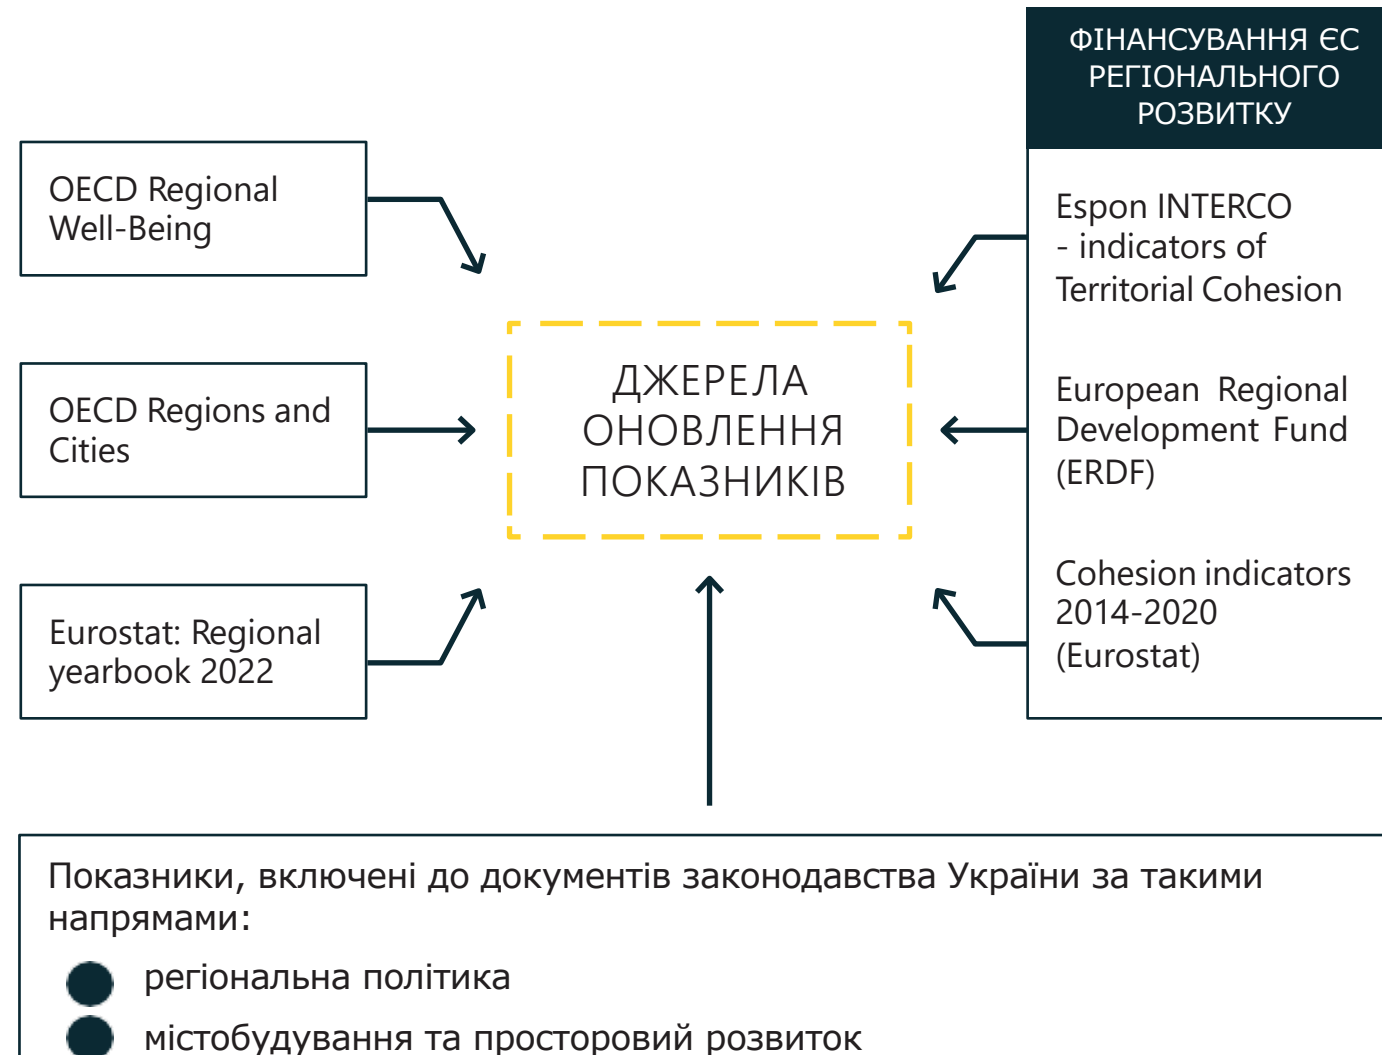 ФІНАНСУВАННЯ ЄС
РЕГІОНАЛЬНОГО
РОЗВИТКУ
OECD Regional
Well-Being
OECD Regions and
Cities
Eurostat: Regional
yearbook 2022
ДЖЕРЕЛА
ОНОВЛЕННЯ
ПОКАЗНИКІВ
Espon INTERCO
- indicators of
Territorial Cohesion
European Regional
Development Fund
(ERDF)
Cohesion indicators
2014-2020
(Eurostat)
Показники, включені до документів законодавства України за такими
напрямами:
регіональна політика
містобудування та просторовий розвиток